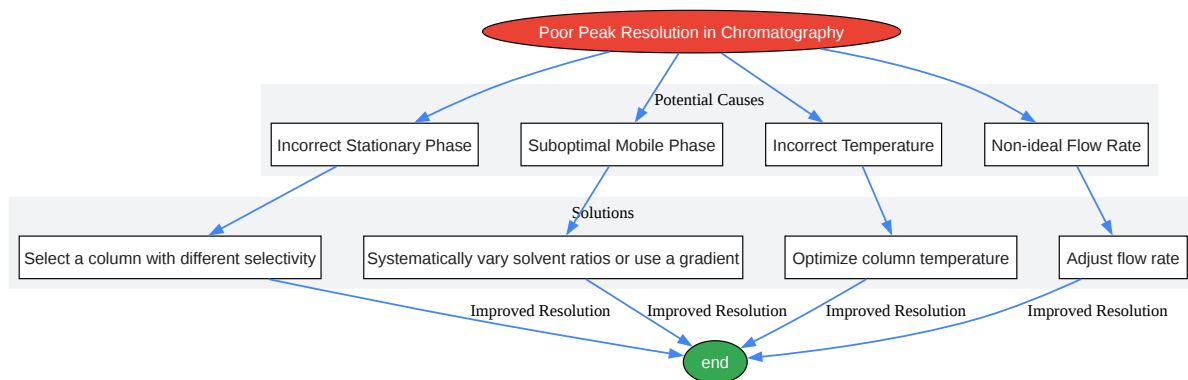 Poor Peak Resolution in Chromatography
Potential Causes
Incorrect Stationary Phase
Suboptimal Mobile Phase
Incorrect Temperature
Non-ideal Flow Rate
Solutions
Select a column with different selectivity
Systematically vary solvent ratios or use a gradient
Optimize column temperature
Adjust flow rate
Improved Resolution
Improved Resolution
Improved Resolution
Improved Resolution
end